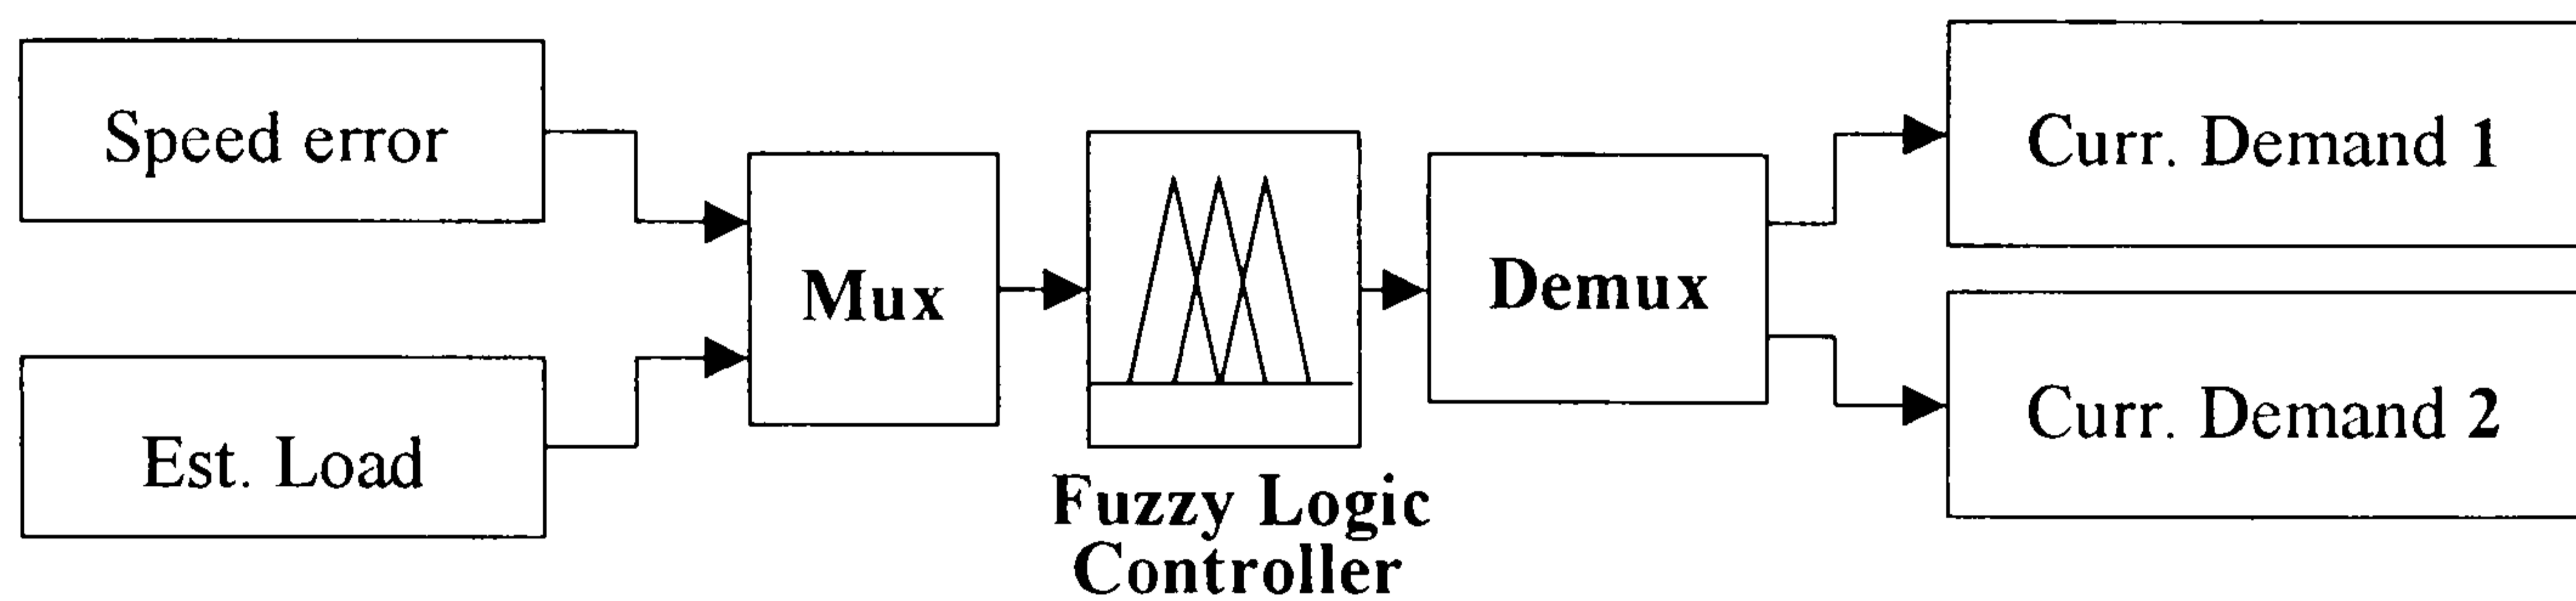 Speed error
Est. Load
Mux
Fuzzy Logic
Controller
Demux
Curr. Demand 1
Curr. Demand 2